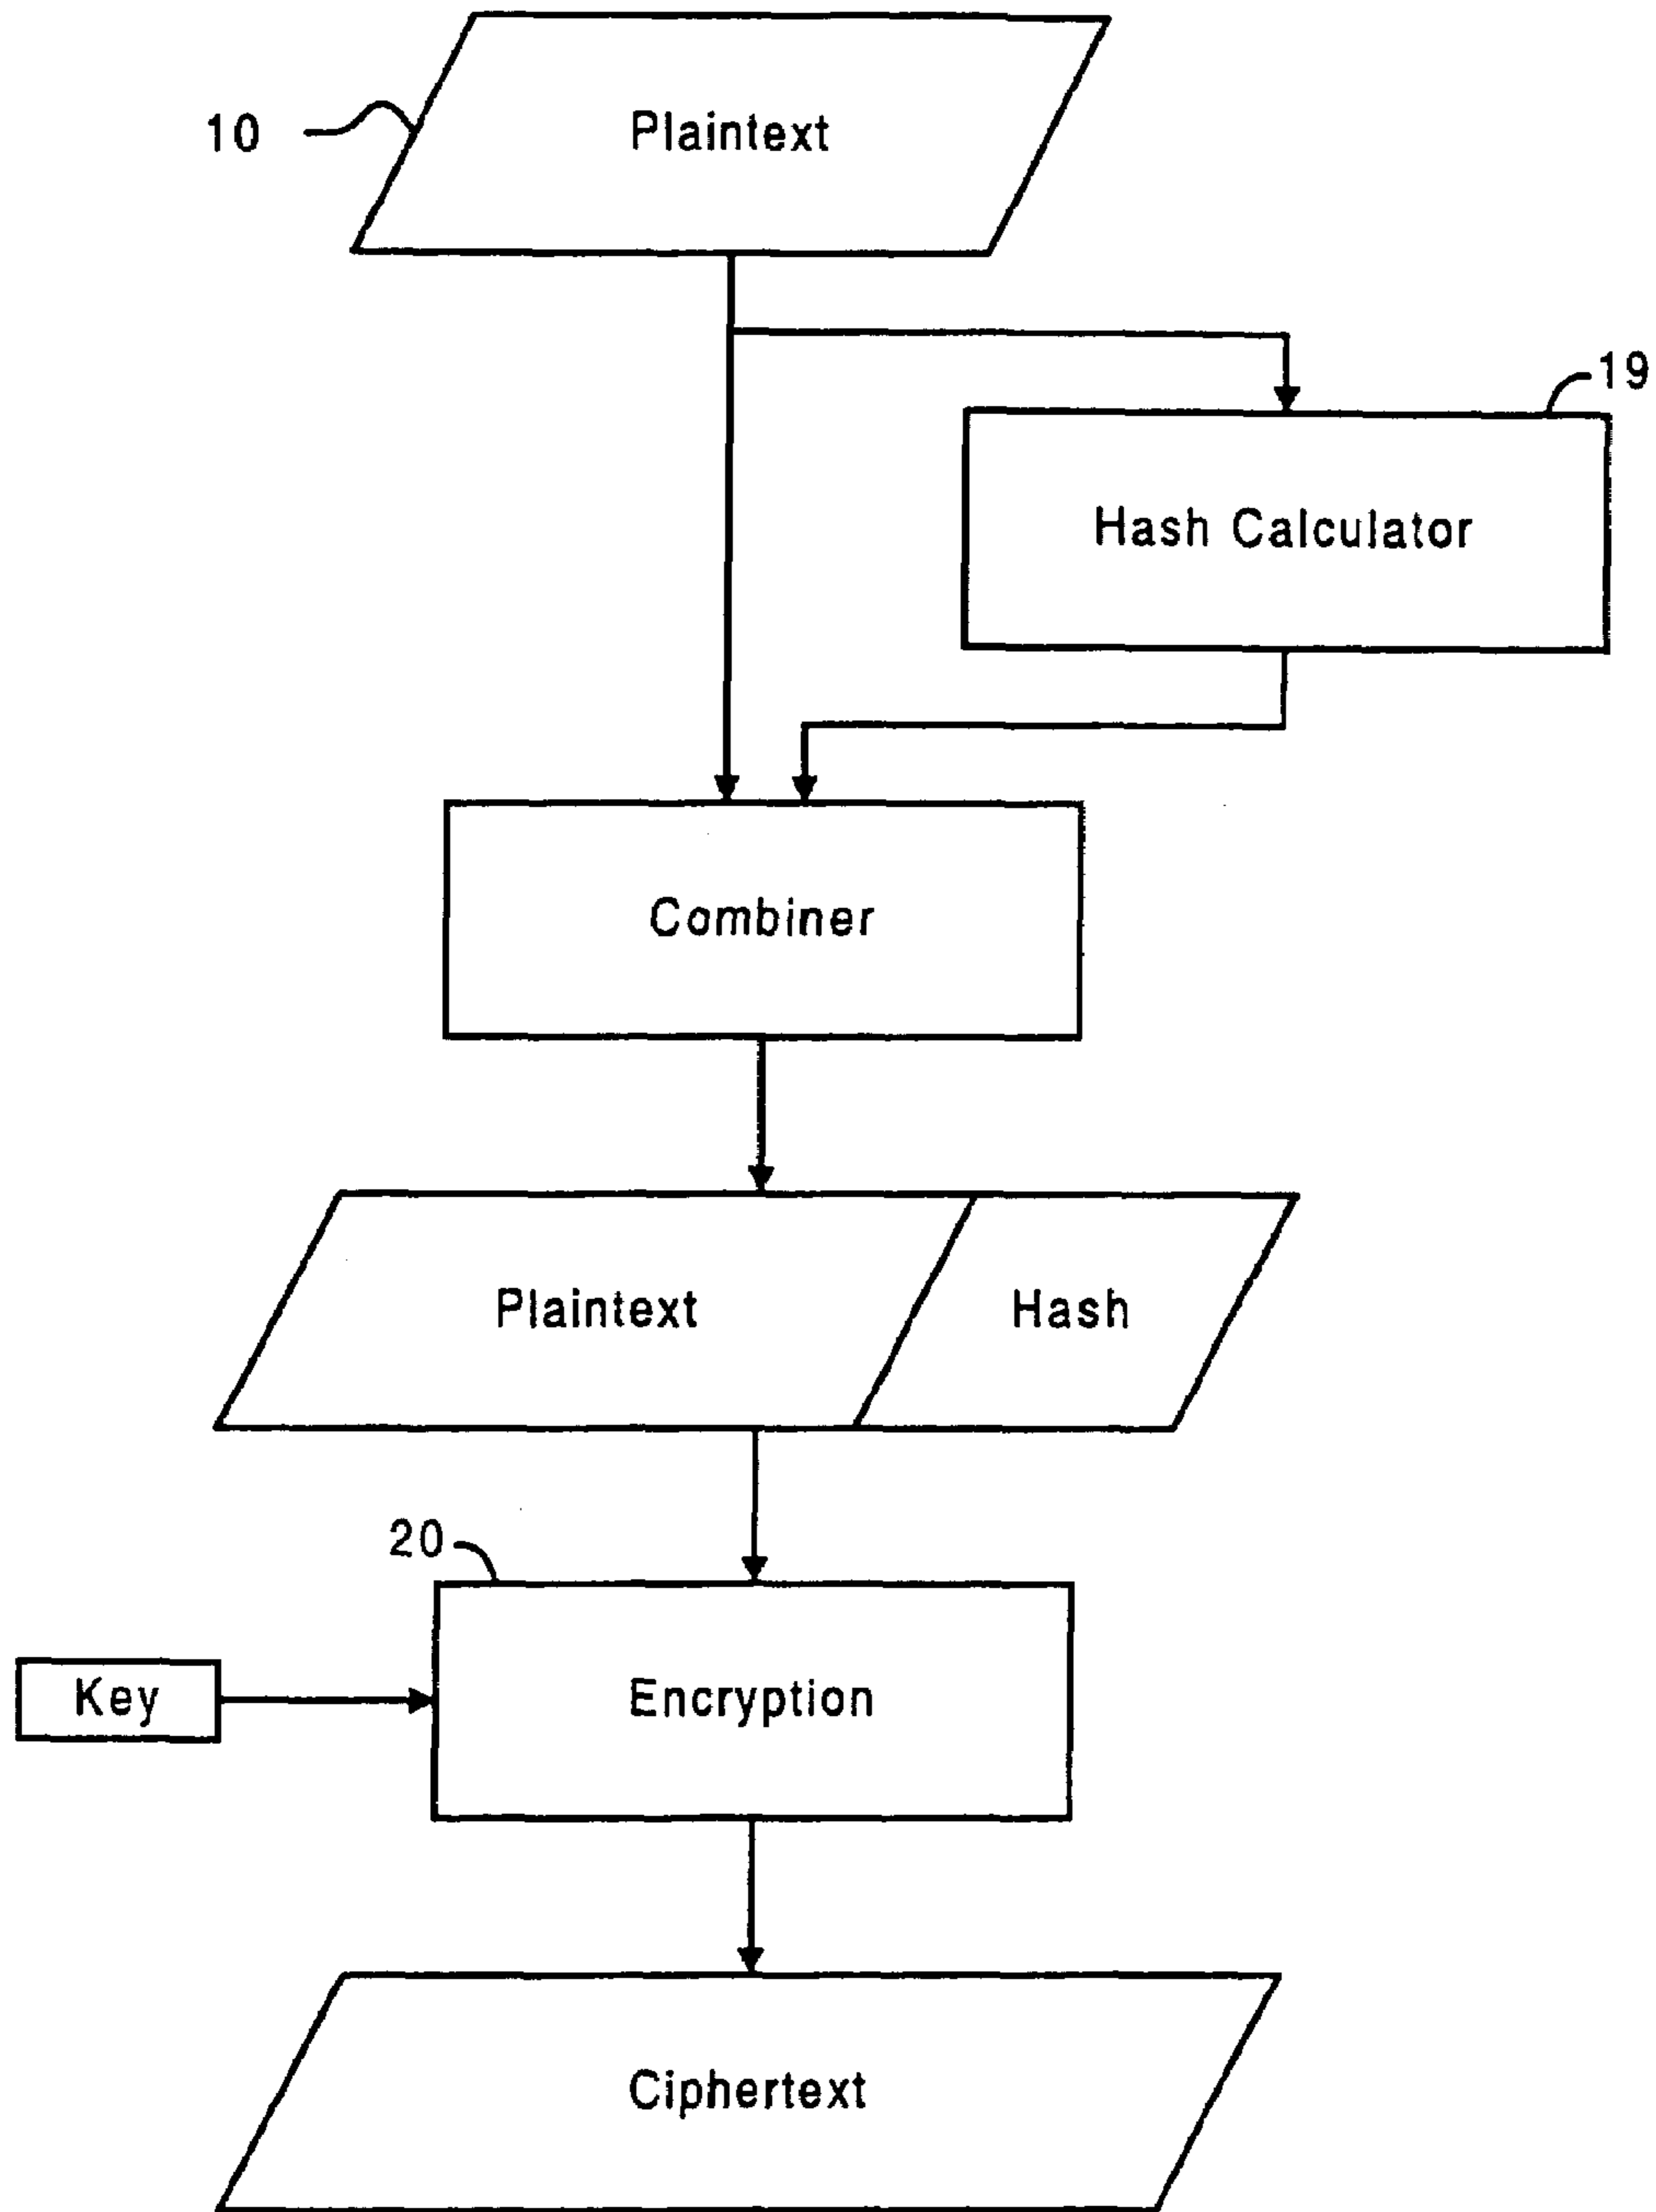 10
Plaintext
19
Hash Calculator
Combiner
Plaintext
Hash
20
Key
Encryption
Ciphertext